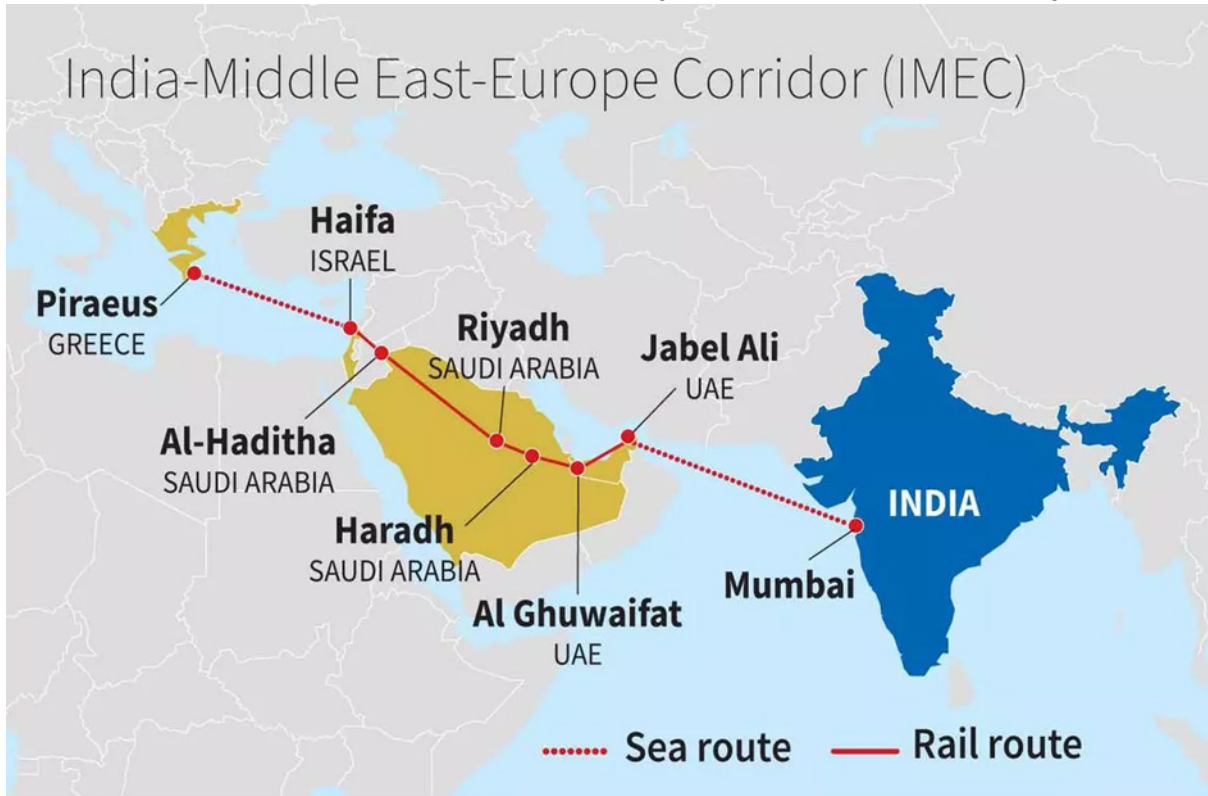 India-Middle East-Europe Corridor (IMEC)
Haifa
ISRAEL
Piraeus
GREECE
Riyadh
SAUDI ARABIA
Jabel Ali
UAE
Al-Haditha
SAUDI ARABIA
INDIA
Haradh
SAUDI ARABIA
Mumbai
Al Ghuwaifat
UAE
Sea route
Rail route